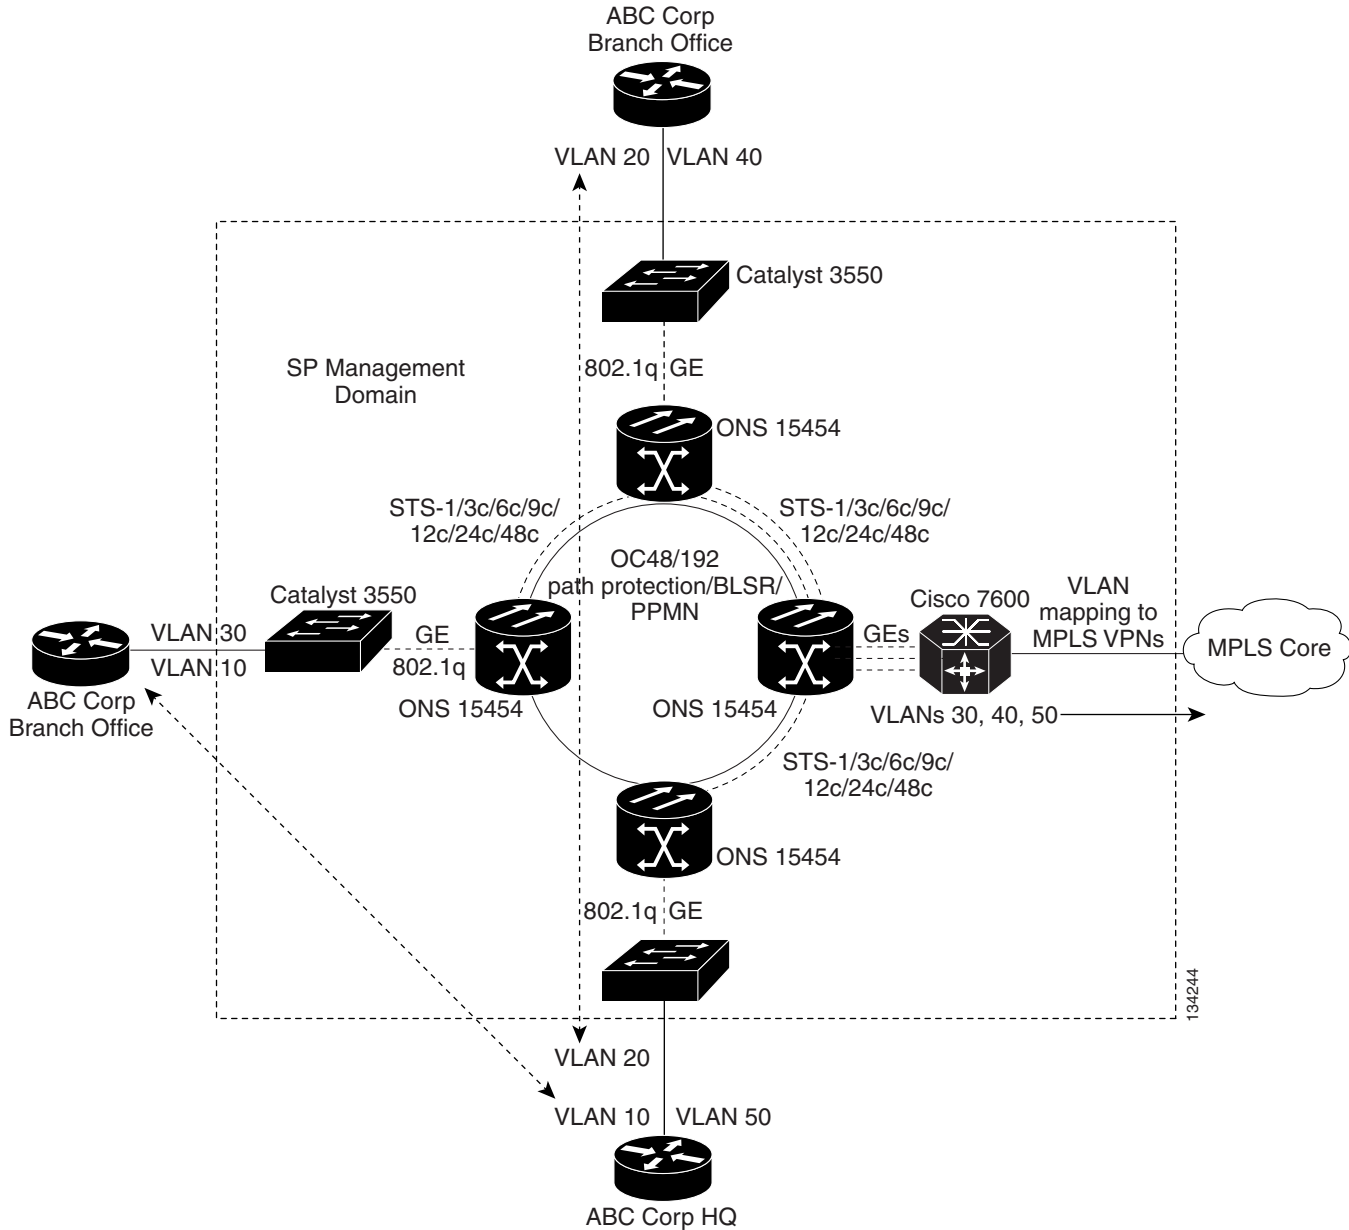 ABC Corp
Branch Office
VLAN 20
VLAN 40
Catalyst 3550
SP Management
Domain
802.1q
GE
ONS 15454
STS-1/3c/6c/9c/
12c/24c/48c
STS-1/3c/6c/9c/
12c/24c/48c
OC48/192
path protection/BLSR/
PPMN
Catalyst 3550
VLAN 30
VLAN 10
ABC Corp
Branch Office
GE
802.1q
ONS 15454
ONS 15454
GEs
Cisco 7600
VLAN
mapping to
MPLS VPNs
MPLS Core
VLANs 30, 40, 50
STS-1/3c/6c/9c/
12c/24c/48c
ONS 15454
802.1q
GE
134244
VLAN 20
VLAN 10
VLAN 50
ABC Corp HQ